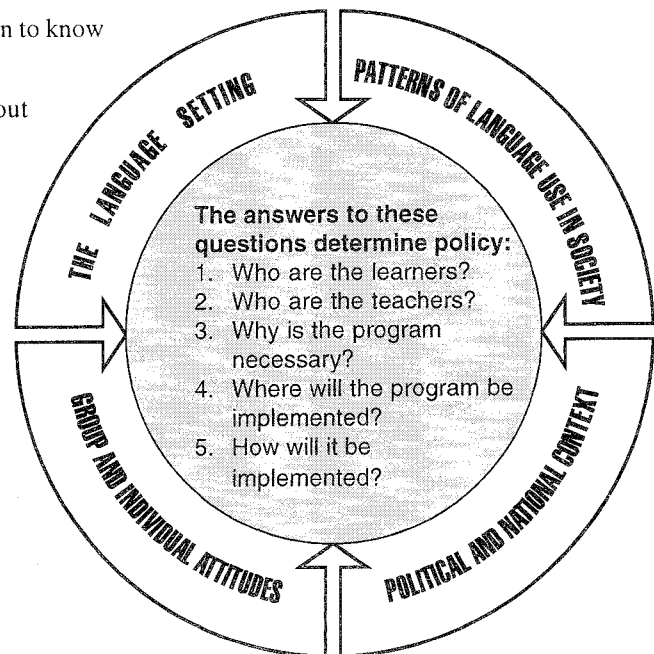 n to know
out
THE LANGUAGE SETTING
PATTERNS OF LANGUAGE USE IN SOCIETY
The answers to these
questions determine policy:
1. Who are the learners?
2. Who are the teachers?
3. Why is the program
necessary?
4. Where will the program be
implemented?
5. How will it be
implemented?
GROUP AND INDIVIDUAL ATTITUDES
POLITICAL AND NATIONAL CONTEXT